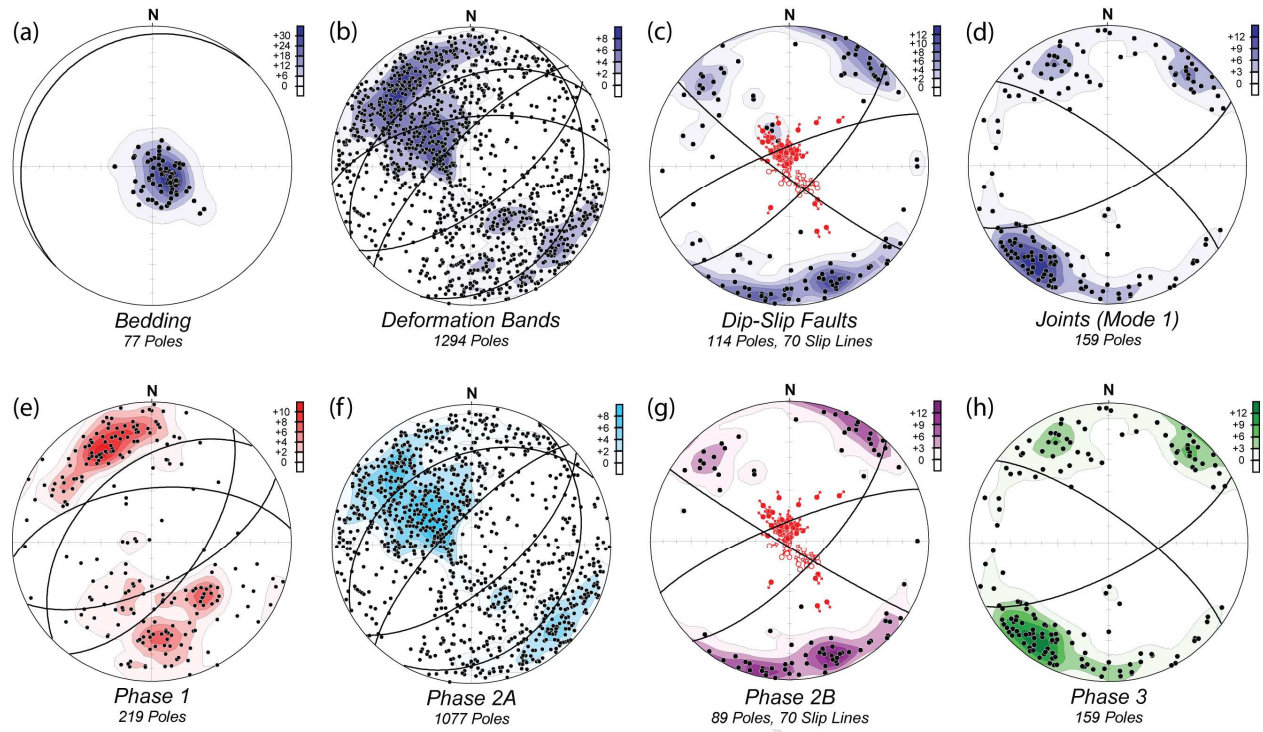 (a)
N
+30
+24
+18
+12
+6
0
Bedding
77 Poles
(b)
N
+8
+6
+4
+2
0
Deformation Bands
1294 Poles
(c)
N
+12
+10
+8
+6
+4
+2
0
Dip-Slip Faults
114 Poles, 70 Slip Lines
(d)
N
+12
+9
+6
+3
0
Joints (Mode 1)
159 Poles
(e)
N
+10
+8
+6
+4
+2
0
Phase 1
219 Poles
(f)
N
+8
+6
+4
+2
0
Phase 2A
1077 Poles
(g)
N
+12
+9
+6
+3
0
Phase 2B
89 Poles, 70 Slip Lines
(h)
N
+12
+9
+6
+3
0
Phase 3
159 Poles